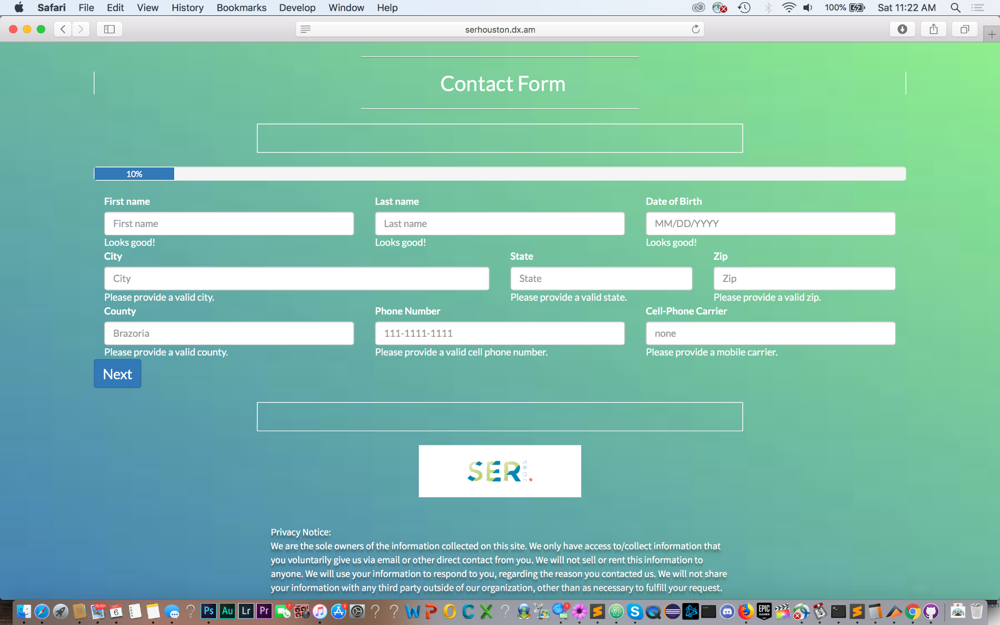 Safari File Edit View History Bookmarks Develop Window Help 100% Sat 11:22 AM
serhouston.dx.am
Contact Form
10%
First name Last name Date of Birth
First name Last name MM/DD/YYYY
Looks good! Looks good! Looks good!
City State Zip
City State Zip
Please provide a valid city. Please provide a valid state. Please provide a valid zip.
County Phone Number Cell-Phone Carrier
Brazoria 111-1111-1111 none
Please provide a valid county. Please provide a valid cell phone number. Please provide a mobile carrier.
Next
SER JOBS
Privacy Notice:
We are the sole owners of the information collected on this site. We only have access to/collect information that
you voluntarily give us via email or other direct contact from you. We will not sell or rent this information to
anyone. We will use your information to respond to you, regarding the reason you contacted us. We will not share
your information with any third party outside of our organization, other than as necessary to fulfill your request.
Ps Au Lr Pr
EPIC GAMES